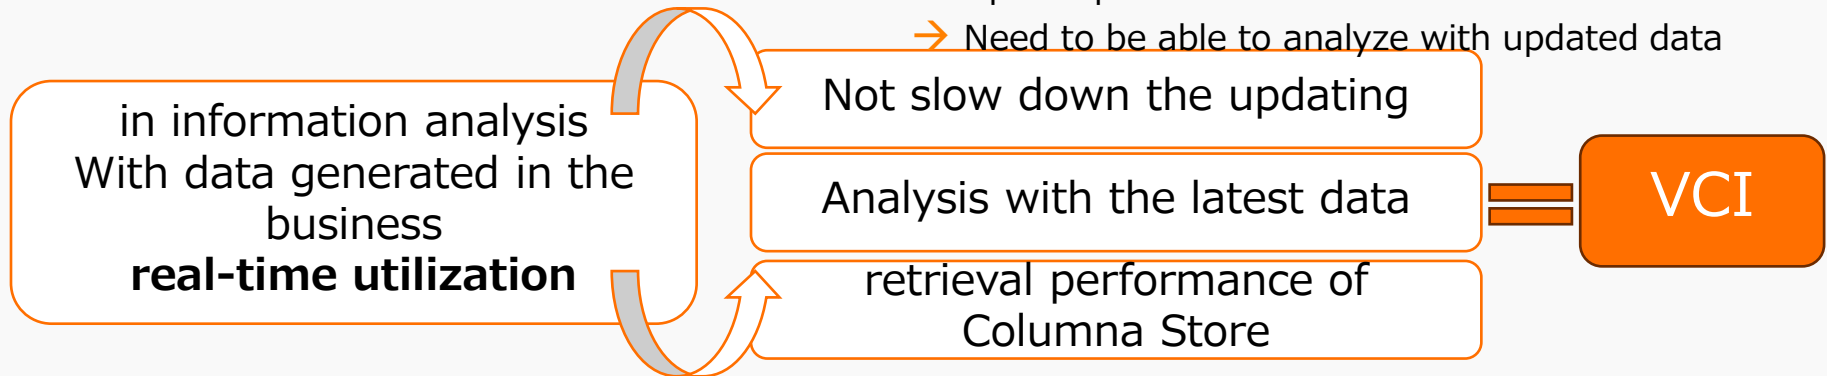 Need to be able to analyze with updated data
in information analysis
With data generated in the
business
real-time utilization
Not slow down the updating
Analysis with the latest data
retrieval performance of
Columna Store
VCI